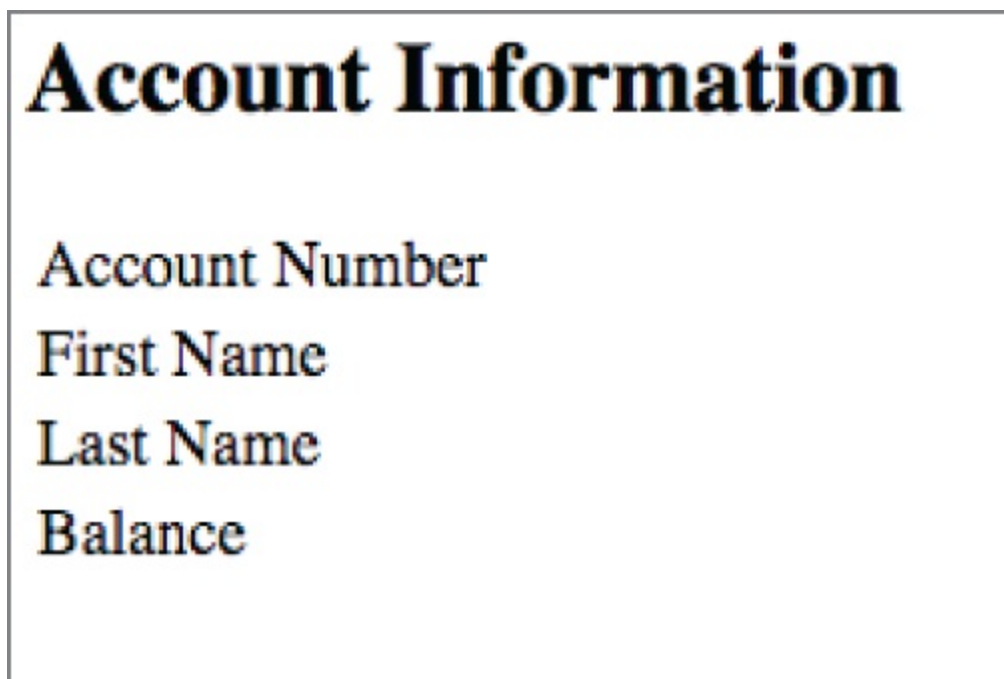 Account Information
Account Number
First Name
Last Name
Balance